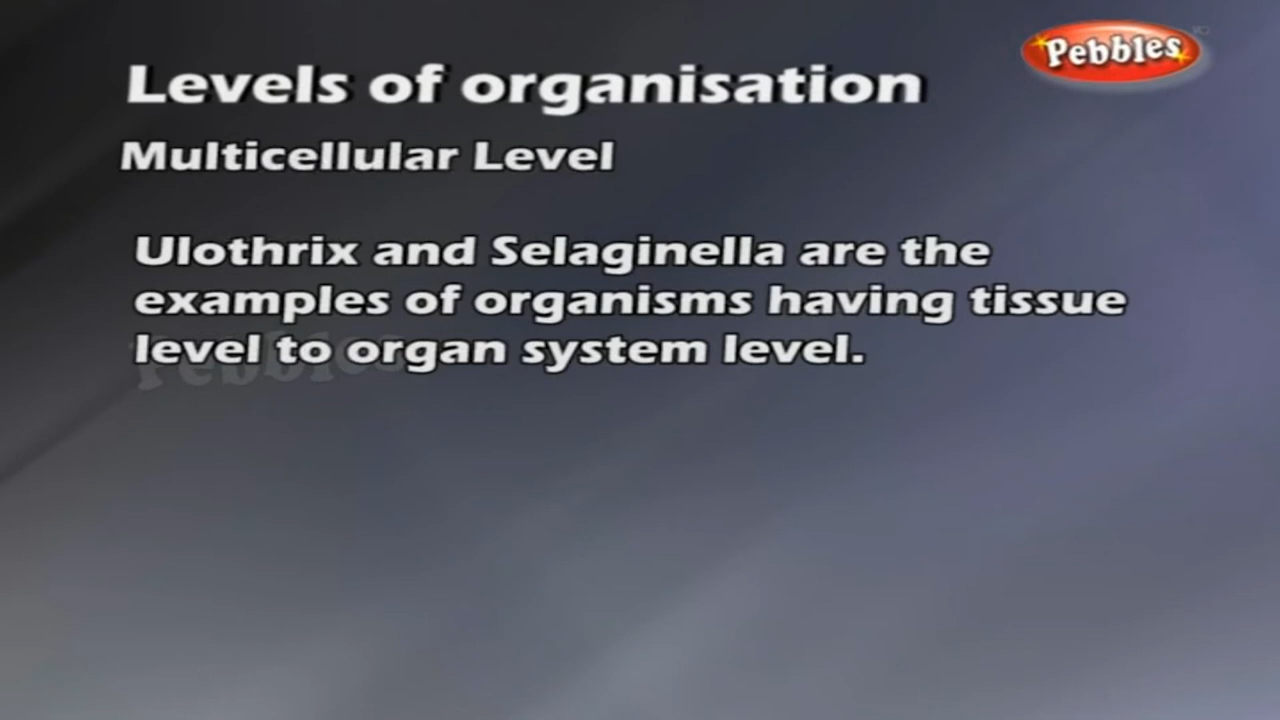 Pebbles
Levels of organisation
Multicellular Level
Ulothrix and Selaginella are the
examples of organisms having tissue
level to organ system level.
Pebbles